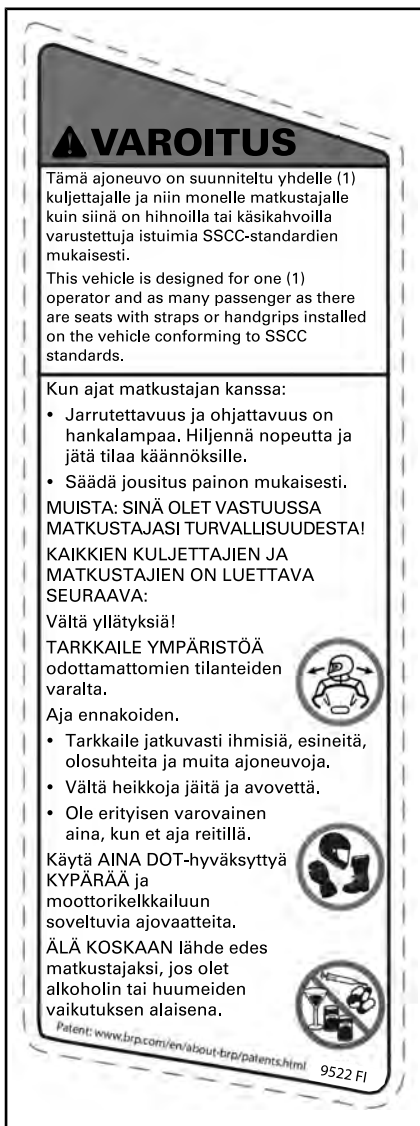 VAROITUS
Tämä ajoneuvo on suunniteltu yhdelle (1)
kuljettajalle ja niin monelle matkustajalle
kuin siinä on hihnoilla tai käsikahvoilla
varustettuja istuimia SSCC-standardien
mukaisesti.
This vehicle is designed for one (1)
operator and as many passenger as there
are seats with straps or handgrips installed
on the vehicle conforming to SSCC
standards.
Kun ajat matkustajan kanssa:
• Jarrutettavuus ja ohjattavuus on
hankalampaa. Hiljennä nopeutta ja
jätä tilaa käännöksille.
• Säädä jousitus painon mukaisesti.
MUISTA: SINÄ OLET VASTUUSSA
MATKUSTAJASI TURVALLISUUDESTA!
KAIKKIEN KULJETTAJIEN JA
MATKUSTAJIEN ON LUETTAVA
SEURAAVA:
Vältä yllätyksiä!
TARKKAILE YMPÄRISTÖÄ
odottamattomien tilanteiden
varalta.
Aja ennakoiden.
• Tarkkaile jatkuvasti ihmisiä, esineitä,
olosuhteita ja muita ajoneuvoja.
• Vältä heikkoja jäitä ja avovettä.
• Ole erityisen varovainen
aina, kun et aja reitillä.
Käytä AINA DOT-hyväksyttyä
KYPÄRÄÄ ja
moottorikelkkailuun
soveltuvia ajovaatteita.
ÄLÄ KOSKAAN lähde edes
matkustajaksi, jos olet
alkoholin tai huumeiden
vaikutuksen alaisena.
Patent: www.brp.com/en/about-brp/patents.html 9522 FI